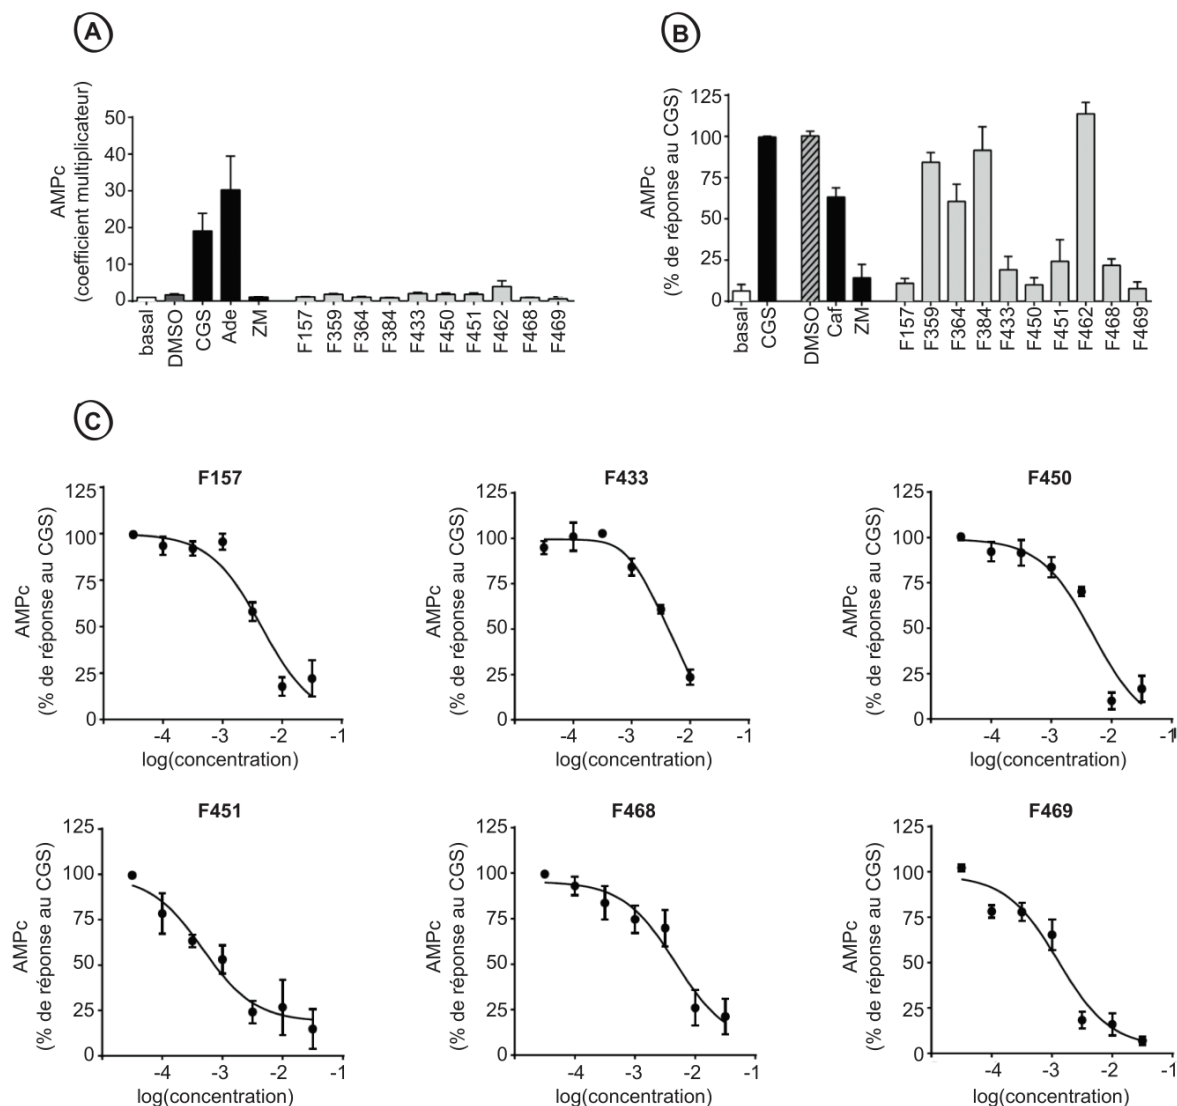 A
AMPc
(coefficient multiplicateur)
50
40
30
20
10
0
basal
DMSO
CGS
Ade
ZM
F157
F359
F364
F384
F433
F450
F451
F462
F468
F469
B
AMPc
(% de réponse au CGS)
125
100
75
50
25
0
basal
CGS
DMSO
Caf
ZM
F157
F359
F364
F384
F433
F450
F451
F462
F468
F469
C
F157
AMPc
(% de réponse au CGS)
125
100
75
50
25
0
-4 -3 -2 -1
log(concentration)
F433
AMPc
(% de réponse au CGS)
125
100
75
50
25
0
-4 -3 -2 -1
log(concentration)
F450
AMPc
(% de réponse au CGS)
125
100
75
50
25
0
-4 -3 -2 -1
log(concentration)
F451
AMPc
(% de réponse au CGS)
125
100
75
50
25
0
-4 -3 -2 -1
log(concentration)
F468
AMPc
(% de réponse au CGS)
125
100
75
50
25
0
-4 -3 -2 -1
log(concentration)
F469
AMPc
(% de réponse au CGS)
125
100
75
50
25
0
-4 -3 -2 -1
log(concentration)